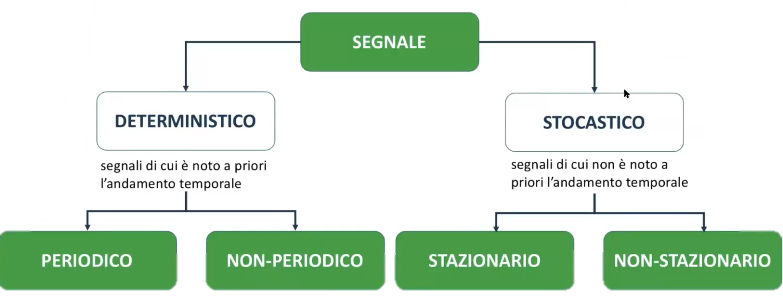 SEGNALE
DETERMINISTICO
STOCASTICO
segnali di cui è noto a priori
l'andamento temporale
segnali di cui non è noto a
priori l'andamento temporale
PERIODICO
NON-PERIODICO
STAZIONARIO
NON-STAZIONARIO